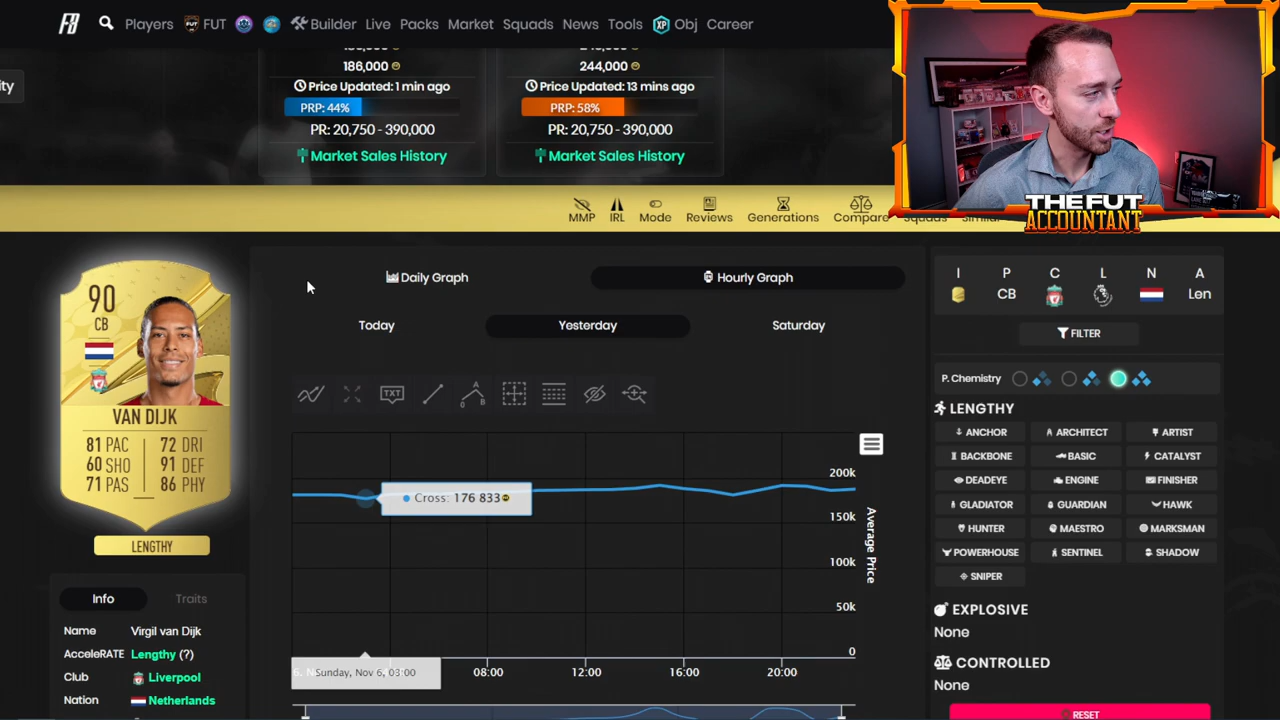 FB Players FUT Builder Live Packs Market Squads News Tools XP Obj Career
ity
186,000
244,000
Price Updated: 1 min ago
Price Updated: 13 mins ago
PRP: 44%
PRP: 58%
PR: 20,750 - 390,000
PR: 20,750 - 390,000
Market Sales History
Market Sales History
THE FUT
ACCOUNTANT
MMP IRL Mode Reviews Generations Compare
90
CB
VAN DIJK
81 PAC 72 DRI
60 SHO 91 DEF
71 PAS 86 PHY
LENGTHY
Info Traits
Name Virgil van Dijk
AcceleRATE Lengthy (?)
Club Liverpool
Nation Netherlands
Daily Graph Hourly Graph
Today Yesterday Saturday
TXT
A
B
200k
Cross: 176 833
150k
100k
50k
0
Average Price
Sunday, Nov 6, 03:00
08:00 12:00 16:00 20:00
I P C L N A
CB Len
FILTER
P. Chemistry
LENGTHY
ANCHOR ARCHITECT ARTIST
BACKBONE BASIC CATALYST
DEADEYE ENGINE FINISHER
GLADIATOR GUARDIAN HAWK
HUNTER MAESTRO MARKSMAN
POWERHOUSE SENTINEL SHADOW
SNIPER
EXPLOSIVE
None
CONTROLLED
None
RESET